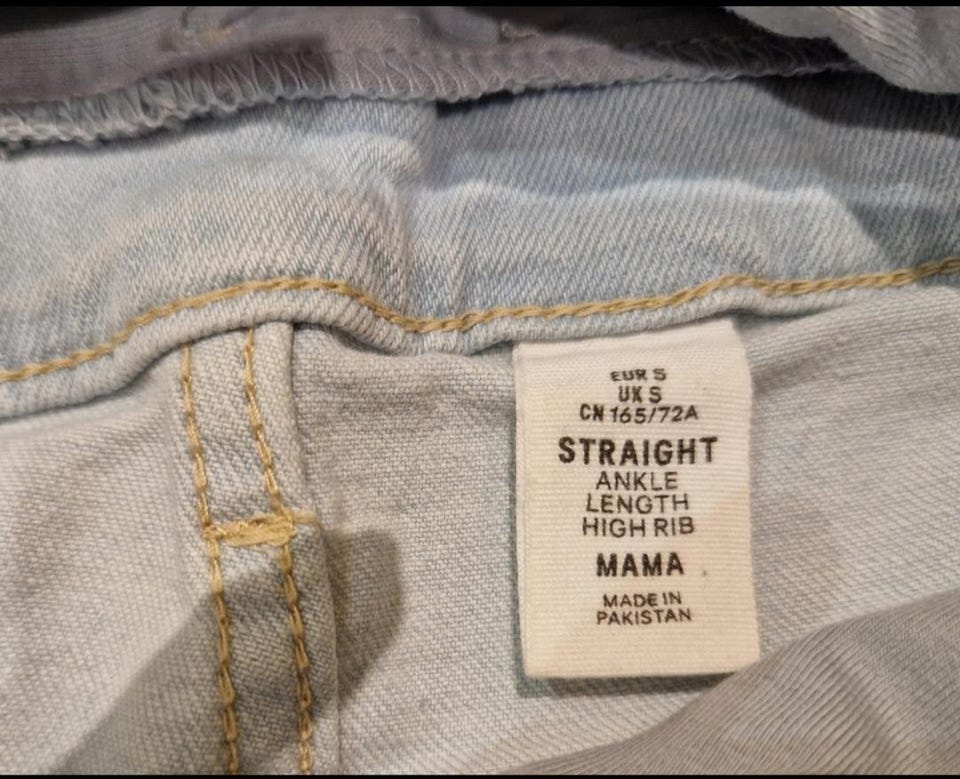 EUR S
UK S
CN 165/72A
STRAIGHT
ANKLE
LENGTH
HIGH RIB
MAMA
MADE IN
PAKISTAN